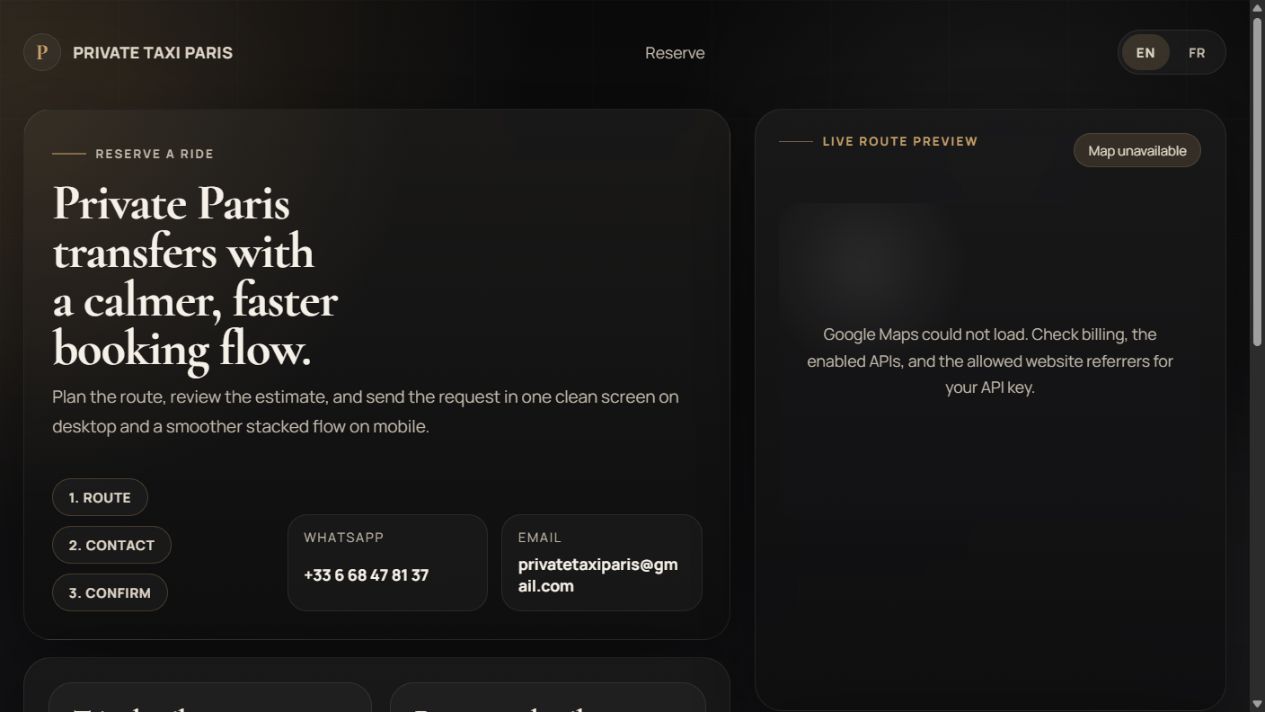 P
PRIVATE TAXI PARIS
Reserve
EN
FR
RESERVE A RIDE
Private Paris
transfers with
a calmer, faster
booking flow.
Plan the route, review the estimate, and send the request in one clean screen on
desktop and a smoother stacked flow on mobile.
1. ROUTE
2. CONTACT
3. CONFIRM
WHATSAPP
+33 6 68 47 81 37
EMAIL
privatetaxiparis@gm
ail.com
LIVE ROUTE PREVIEW
Map unavailable
Google Maps could not load. Check billing, the
enabled APIs, and the allowed website referrers for
your API key.